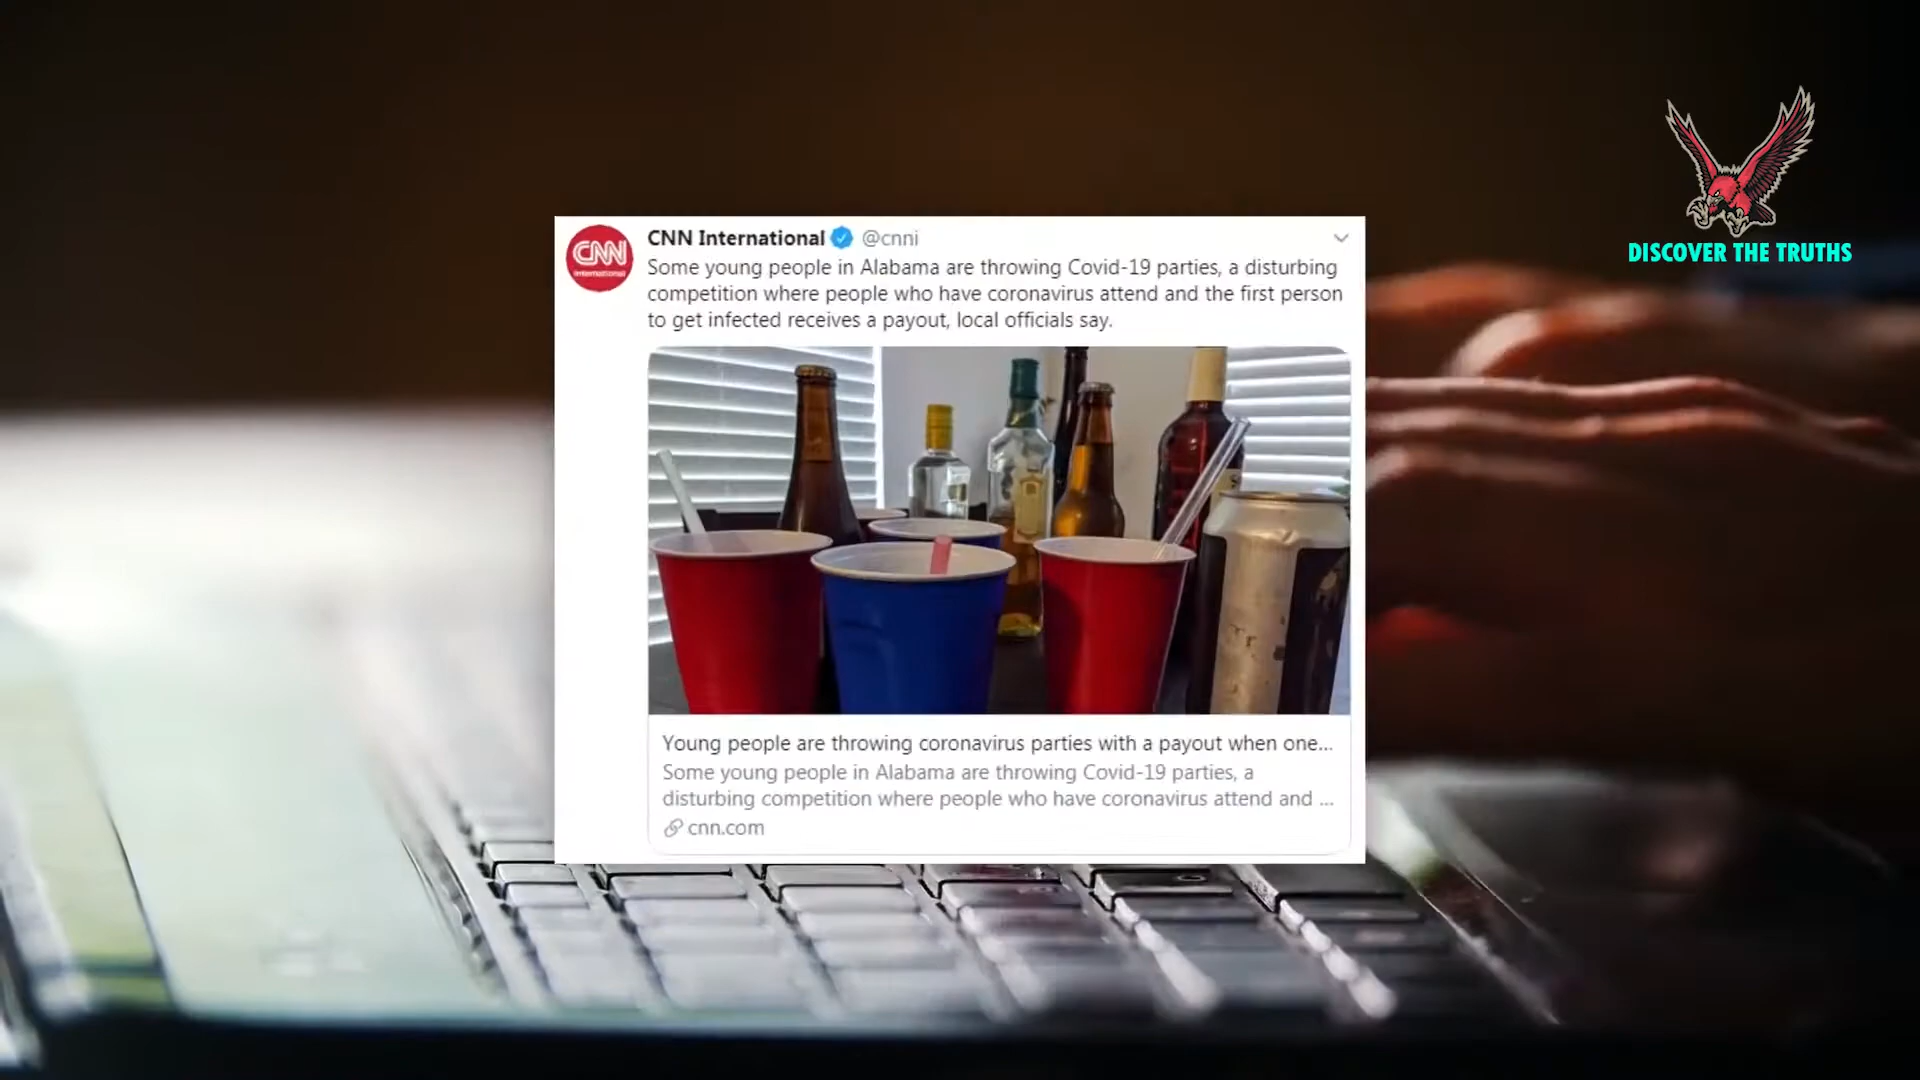 CNN International @cnni
Some young people in Alabama are throwing Covid-19 parties, a disturbing
competition where people who have coronavirus attend and the first person
to get infected receives a payout, local officials say.
CNN
International
DISCOVER THE TRUTHS
Young people are throwing coronavirus parties with a payout when one...
Some young people in Alabama are throwing Covid-19 parties, a
disturbing competition where people who have coronavirus attend and ...
cnn.com